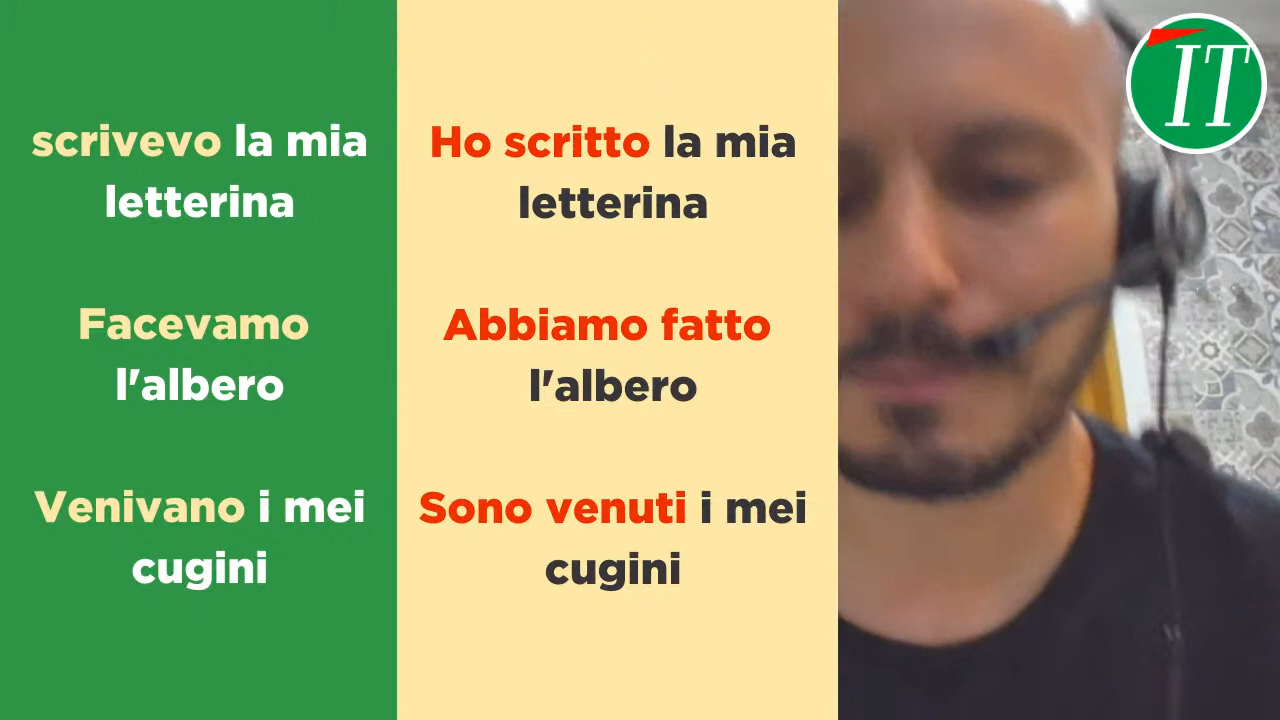 scrivevo la mia
letterina
Facevamo
l'albero
Venivano i mei
cugini
Ho scritto la mia
letterina
Abbiamo fatto
l'albero
Sono venuti i mei
cugini
IT